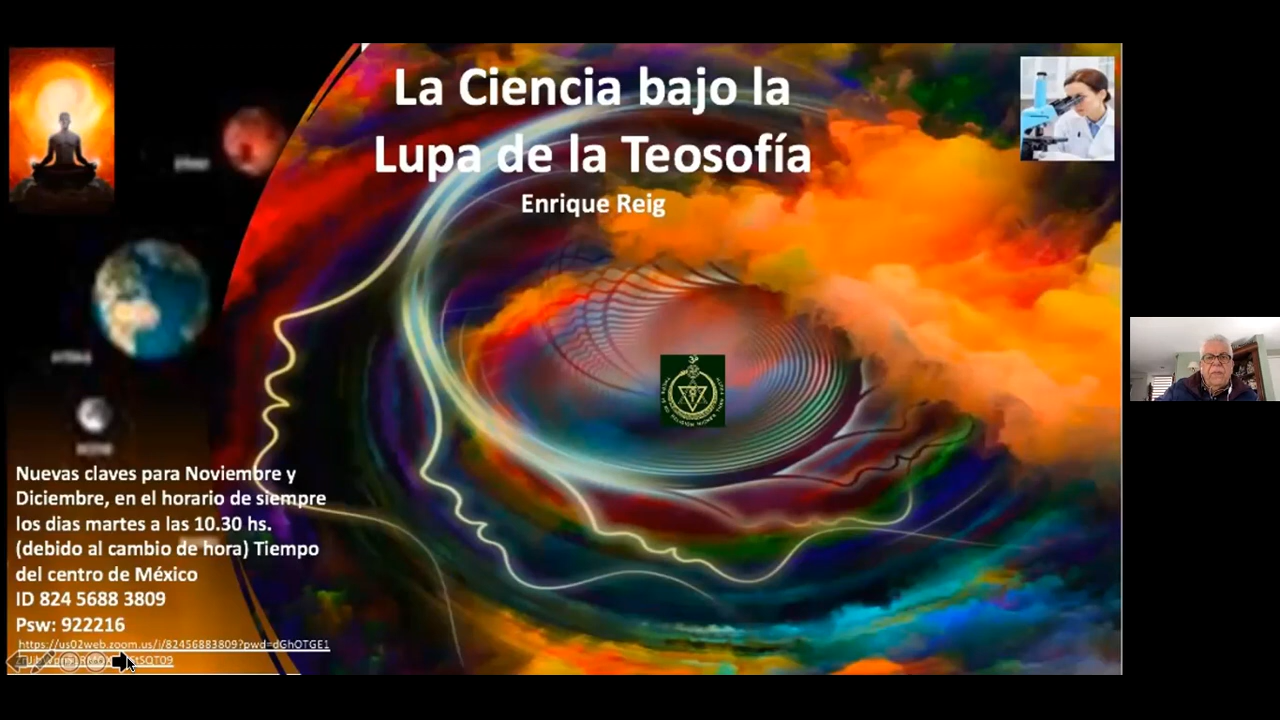 La Ciencia bajo la
Lupa de la Teosofía
Enrique Reig
Nuevas claves para Noviembre y
Diciembre, en el horario de siempre
los dias martes a las 10.30 hs.
(debido al cambio de hora) Tiempo
del centro de México
ID 824 5688 3809
Psw: 922216
https://us02web.zoom.us/j/82456883809?pwd=dGhOTGE1